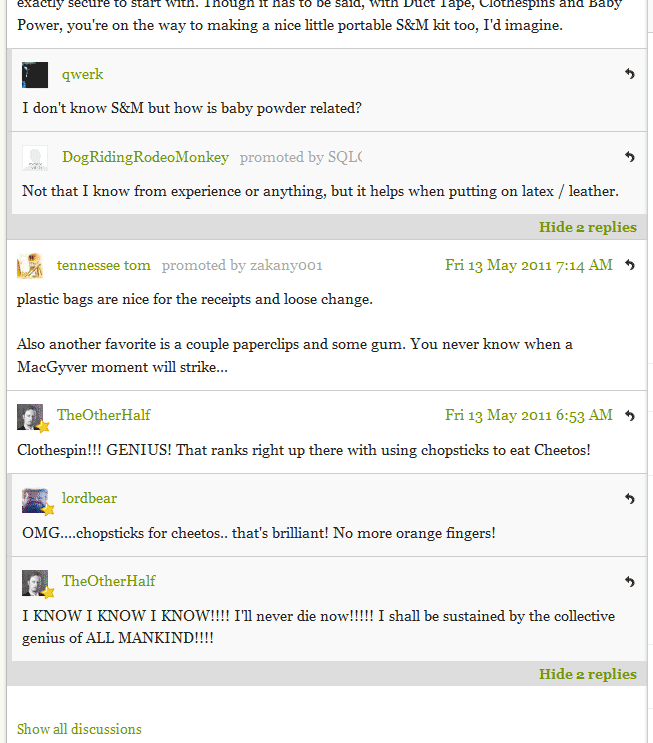 exactly secure to start with. Though it has to be said, with Duct Tape, Clothespins and Baby
Power, you're on the way to making a nice little portable S&M kit too, I'd imagine.
qwerk
I don't know S&M but how is baby powder related?
DogRidingRodeoMonkey promoted by SQLC
Not that I know from experience or anything, but it helps when putting on latex / leather.
Hide 2 replies
tennessee tom promoted by zakany001 Fri 13 May 2011 7:14 AM
plastic bags are nice for the receipts and loose change.
Also another favorite is a couple paperclips and some gum. You never know when a
MacGyver moment will strike...
TheOtherHalf Fri 13 May 2011 6:53 AM
Clothespin!!! GENIUS! That ranks right up there with using chopsticks to eat Cheetos!
lordbear
OMG....chopsticks for cheetos.. that's brilliant! No more orange fingers!
TheOtherHalf
I KNOW I KNOW I KNOW!!!! I'll never die now!!!!! I shall be sustained by the collective
genius of ALL MANKIND!!!!
Hide 2 replies
Show all discussions